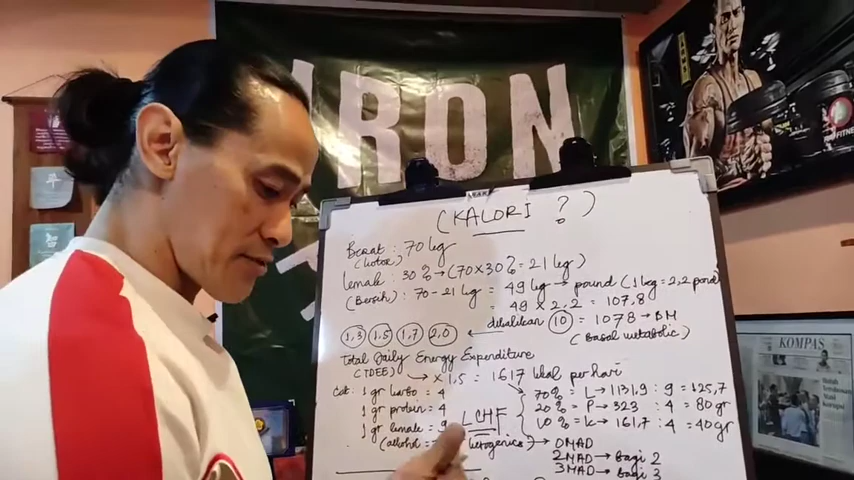 IRON
(KALORI ?)
Berat : 70 kg
(kotor)
Lemak : 30 % → (70 x 30% = 21 kg)
(Bersih) : 70 - 21 kg = 49 kg → pound (1 kg = 2,2 pound)
= 49 x 2.2 = 107.8
dikalikan 10 = 1078 → BM
(Basal metabolic)
1,3 1.5 1,7 2,0
Total Daily Energy Expenditure
(TDEE) → x 1.5 = 1617 kkal per hari
Cat: 1 gr karbo = 4
1 gr protein = 4
1 gr lemak = 9
(alcohol
LCHF
ketogenics
70% = L → 1131.9 : 9 = 125,7
20% = P → 323 : 4 = 80 gr
10% = K → 161,7 : 4 = 40 gr
→ OMAD
2MAD → bagi 2
3MAD → bagi 3
KOMPAS